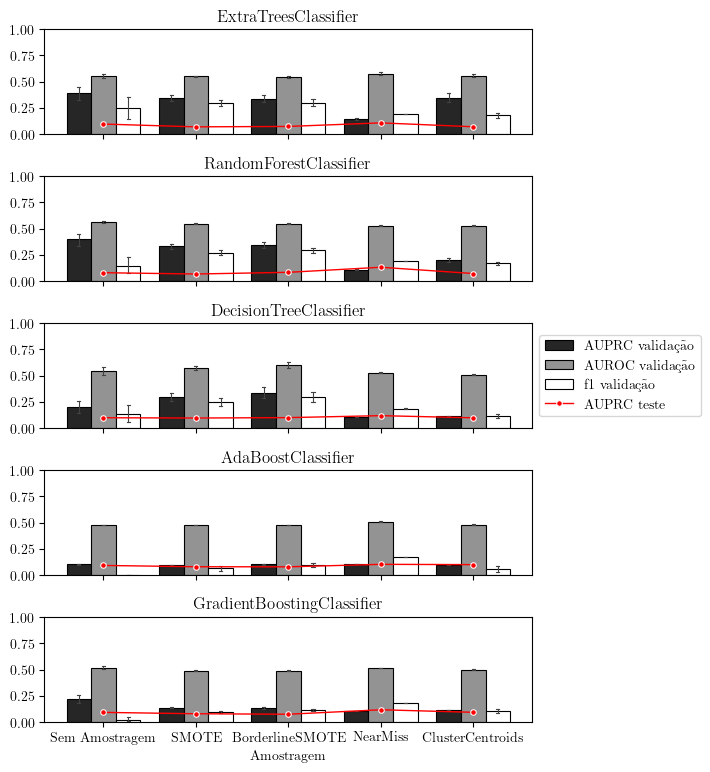 ExtraTreesClassifier
1.00
0.75
0.50
0.25
0.00
RandomForestClassifier
1.00
0.75
0.50
0.25
0.00
DecisionTreeClassifier
1.00
0.75
0.50
0.25
0.00
AUPRC validação
AUROC validação
f1 validação
AUPRC teste
AdaBoostClassifier
1.00
0.75
0.50
0.25
0.00
GradientBoostingClassifier
1.00
0.75
0.50
0.25
0.00
Sem Amostragem SMOTE BorderlineSMOTE NearMiss ClusterCentroids
Amostragem